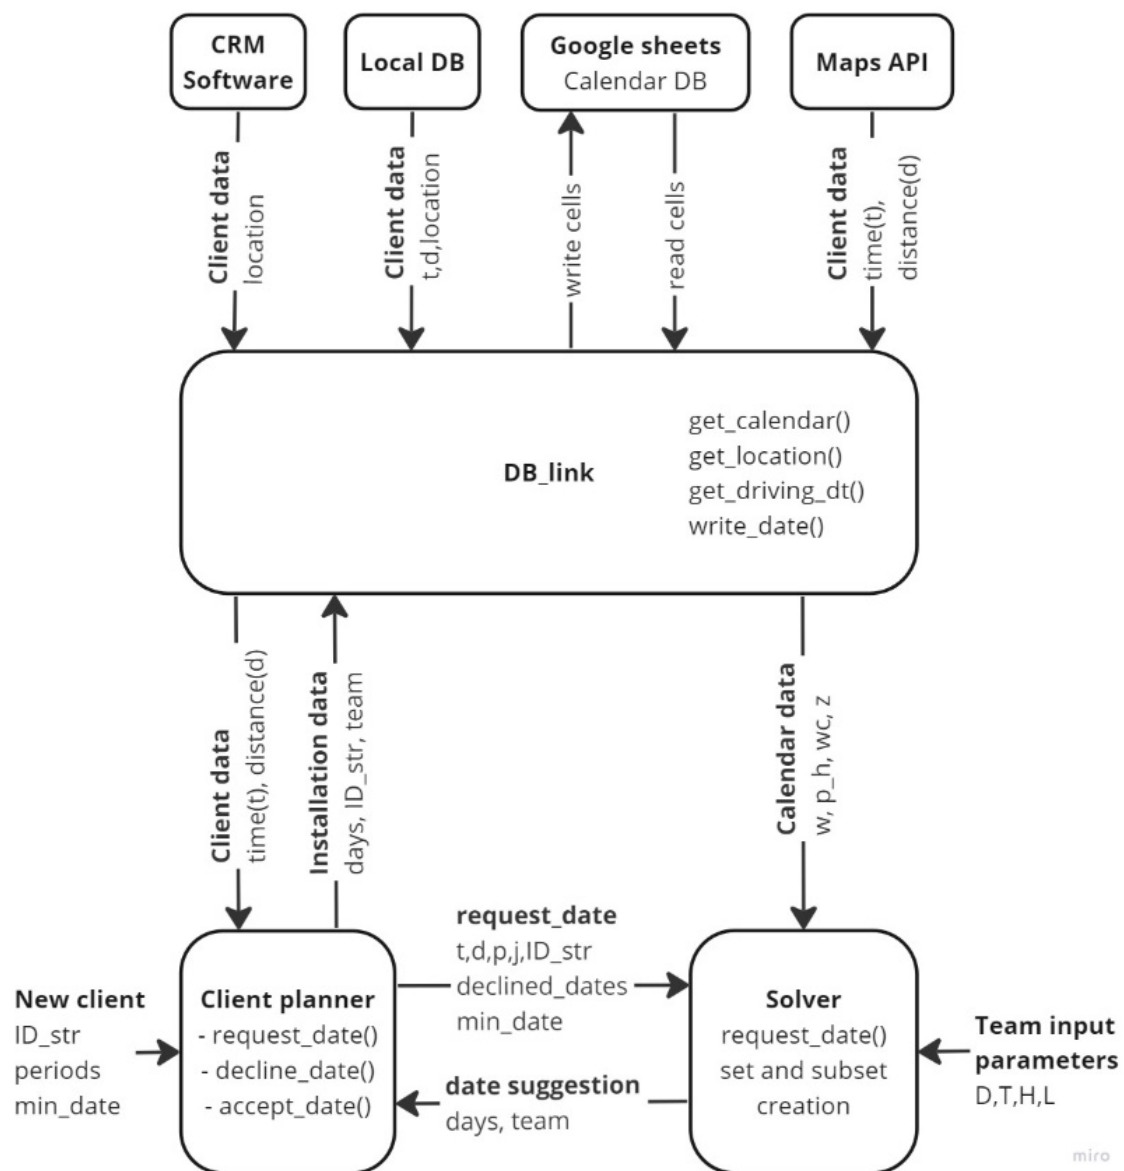 CRM
Software
Local DB
Google sheets
Calendar DB
Maps API
Client data
location
Client data
t,d,location
write cells
read cells
Client data
time(t),
distance(d)
DB_link
get_calendar()
get_location()
get_driving_dt()
write_date()
Client data
time(t), distance(d)
Installation data
days, ID_str, team
Calendar data
w, p_h, wc, z
New client
ID_str
periods
min_date
Client planner
- request_date()
- decline_date()
- accept_date()
request_date
t,d,p,j,ID_str
declined_dates
min_date
date suggestion
days, team
Solver
request_date()
set and subset
creation
Team input
parameters
D,T,H,L
miro